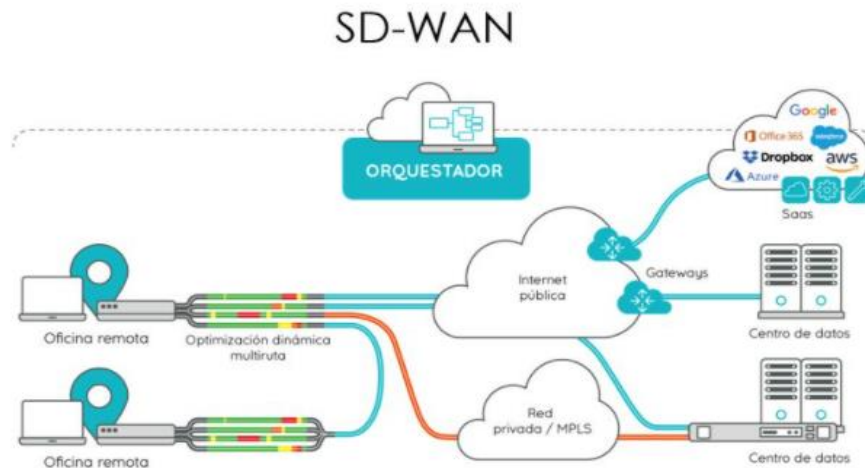 SD-WAN
ORQUESTADOR
Google
Office 365
salesforce
Dropbox
aws
Azure
Saas
Internet
pública
Gateways
Oficina remota
Optimización dinámica
multiruta
Centro de datos
Red
privada / MPLS
Oficina remota
Centro de datos